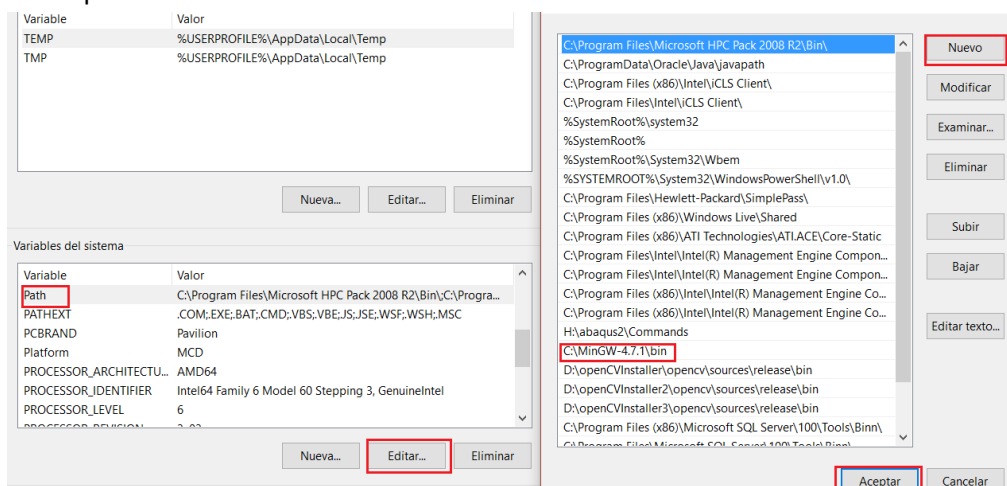 Variable Valor
TEMP %USERPROFILE%\AppData\Local\Temp
TMP %USERPROFILE%\AppData\Local\Temp
Nueva... Editar... Eliminar
Variables del sistema
Variable Valor
Path C:\Program Files\Microsoft HPC Pack 2008 R2\Bin\;C:\Progra...
PATHEXT .COM;.EXE;.BAT;.CMD;.VBS;.VBE;.JS;.JSE;.WSF;.WSH;.MSC
PCBRAND Pavilion
Platform MCD
PROCESSOR_ARCHITECTU... AMD64
PROCESSOR_IDENTIFIER Intel64 Family 6 Model 60 Stepping 3, GenuineIntel
PROCESSOR_LEVEL 6
Nueva... Editar... Eliminar
C:\Program Files\Microsoft HPC Pack 2008 R2\Bin\
C:\ProgramData\Oracle\Java\javapath
C:\Program Files (x86)\Intel\iCLS Client\
C:\Program Files\Intel\iCLS Client\
%SystemRoot%\system32
%SystemRoot%
%SystemRoot%\System32\Wbem
%SYSTEMROOT%\System32\WindowsPowerShell\v1.0\
C:\Program Files\Hewlett-Packard\SimplePass\
C:\Program Files (x86)\Windows Live\Shared
C:\Program Files (x86)\ATI Technologies\ATI.ACE\Core-Static
C:\Program Files\Intel\Intel(R) Management Engine Compon...
C:\Program Files\Intel\Intel(R) Management Engine Compon...
C:\Program Files (x86)\Intel\Intel(R) Management Engine Co...
C:\Program Files (x86)\Intel\Intel(R) Management Engine Co...
H:\abaqus2\Commands
C:\MinGW-4.7.1\bin
D:\openCVInstaller\opencv\sources\release\bin
D:\openCVInstaller2\opencv\sources\release\bin
D:\openCVInstaller3\opencv\sources\release\bin
C:\Program Files (x86)\Microsoft SQL Server\100\Tools\Binn\
C:\Program Files\Microsoft SQL Server\100\Tools\Binn\
Nuevo
Modificar
Examinar...
Eliminar
Subir
Bajar
Editar texto...
Aceptar Cancelar